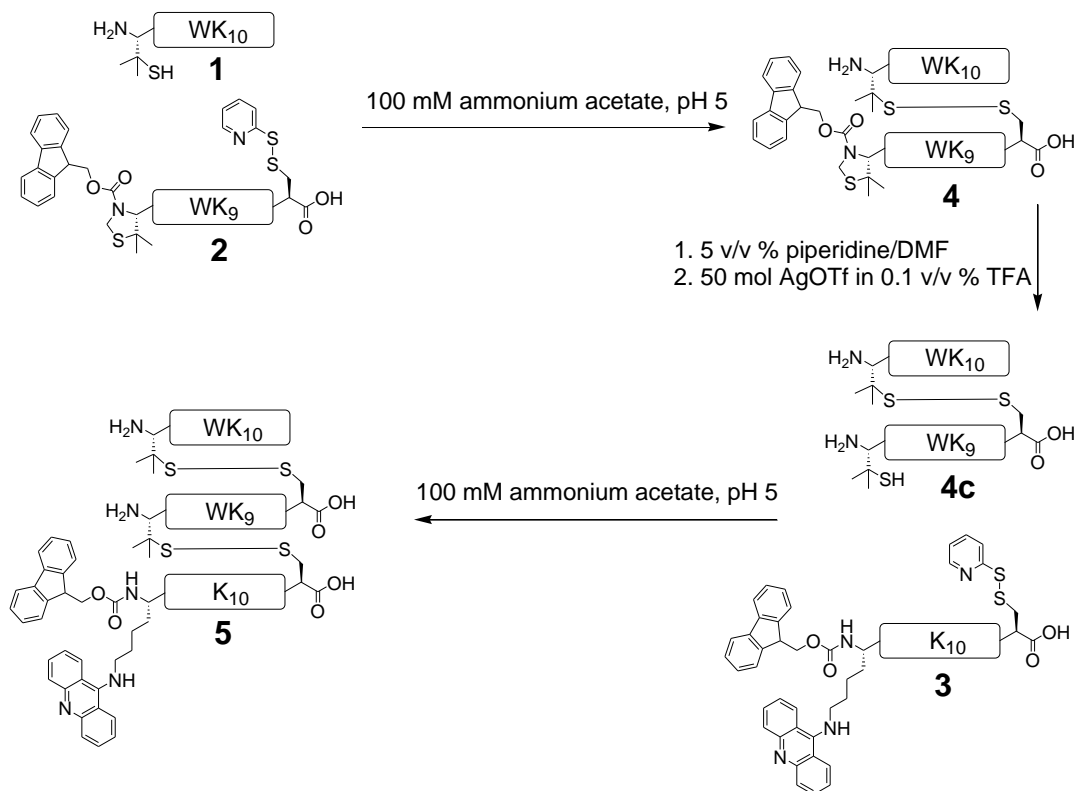 H₂N WK₁₀
SH
1
100 mM ammonium acetate, pH 5
N S
S
O O
N WK₉ OH
S O
2
H₂N WK₁₀
S S
O O
N WK₉ OH
S O
4
1. 5 v/v % piperidine/DMF
2. 50 mol AgOTf in 0.1 v/v % TFA
H₂N WK₁₀
S S
H₂N WK₉ OH
SH O
4c
100 mM ammonium acetate, pH 5
H₂N WK₁₀
S S
H₂N WK₉ OH
O
S S
O H
N K₁₀ OH
O O
5
NH
N
N S
S
O H
N K₁₀ OH
O O
3
NH
N